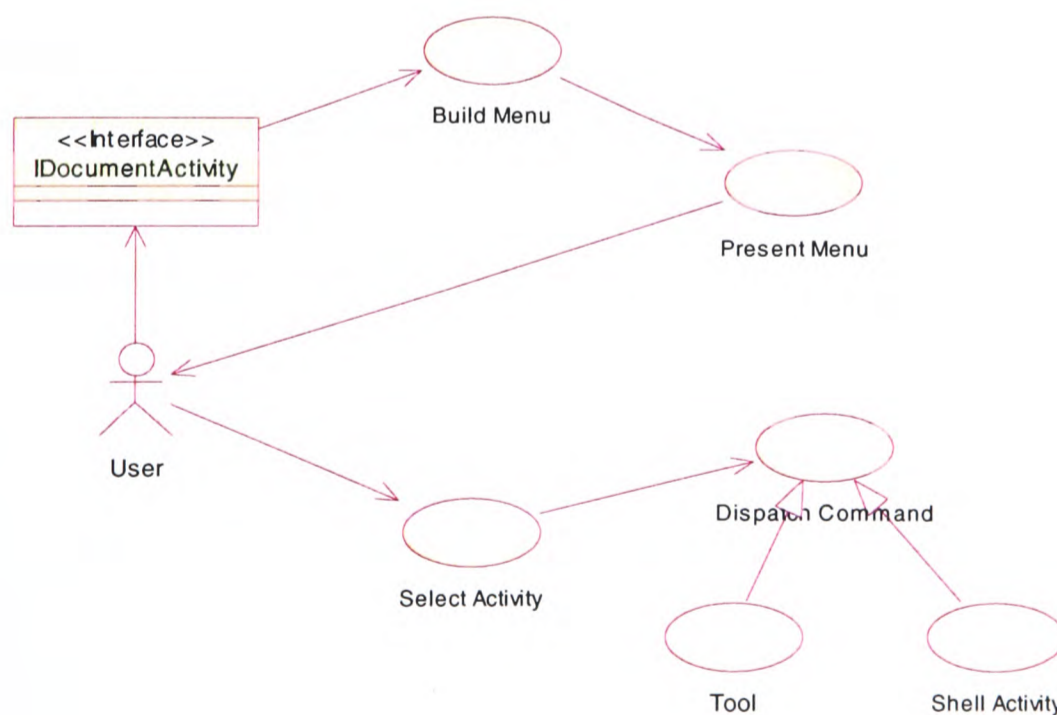 Build Menu
<<Interface>>
IDocumentActivity
Present Menu
User
Dispatch Command
Select Activity
Tool
Shell Activity